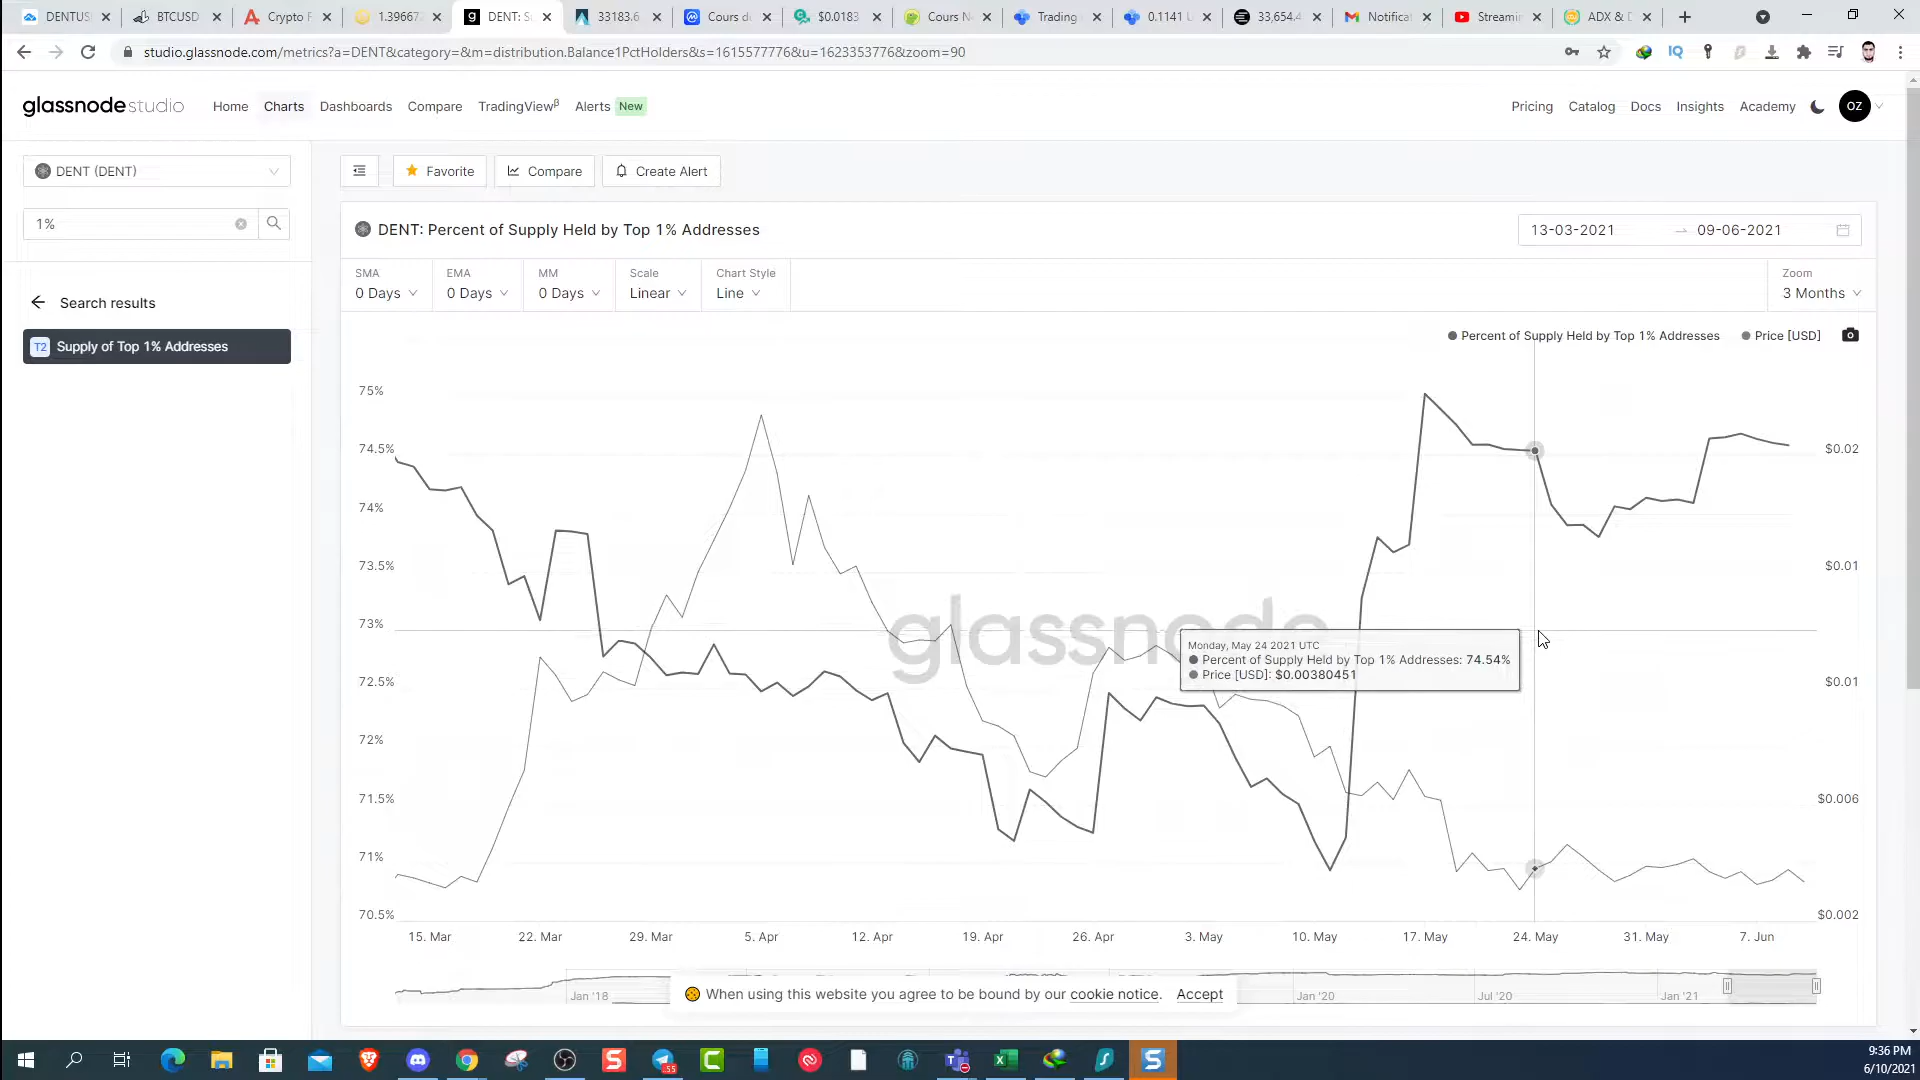 DENTUS
BTCUSD
Crypto F
1.39667
DENT: S
33183.6
Cours du
$0.0183
Cours N
Trading
0.1141 L
33,654.4
Notificat
Streamin
ADX & D
studio.glassnode.com/metrics?a=DENT&category=&m=distribution.Balance1PctHolders&s=1615577776&u=1623353776&zoom=90
glassnodestudio
Home Charts Dashboards Compare TradingViewβ Alerts New
Pricing Catalog Docs Insights Academy OZ
DENT (DENT)
Favorite Compare Create Alert
1%
Search results
T2 Supply of Top 1% Addresses
DENT: Percent of Supply Held by Top 1% Addresses
13-03-2021 → 09-06-2021
SMA EMA MM Scale Chart Style Zoom
0 Days 0 Days 0 Days Linear Line 3 Months
Percent of Supply Held by Top 1% Addresses Price [USD]
75%
74.5% $0.02
74%
73.5% $0.01
73%
glassnode
Monday, May 24 2021 UTC
Percent of Supply Held by Top 1% Addresses: 74.54%
Price [USD]: $0.00380451
72.5% $0.01
72%
71.5% $0.006
71%
70.5% $0.002
15. Mar 22. Mar 29. Mar 5. Apr 12. Apr 19. Apr 26. Apr 3. May 10. May 17. May 24. May 31. May 7. Jun
Jan '18 Jan '20 Jul '20 Jan '21
When using this website you agree to be bound by our cookie notice. Accept
9:36 PM
6/10/2021